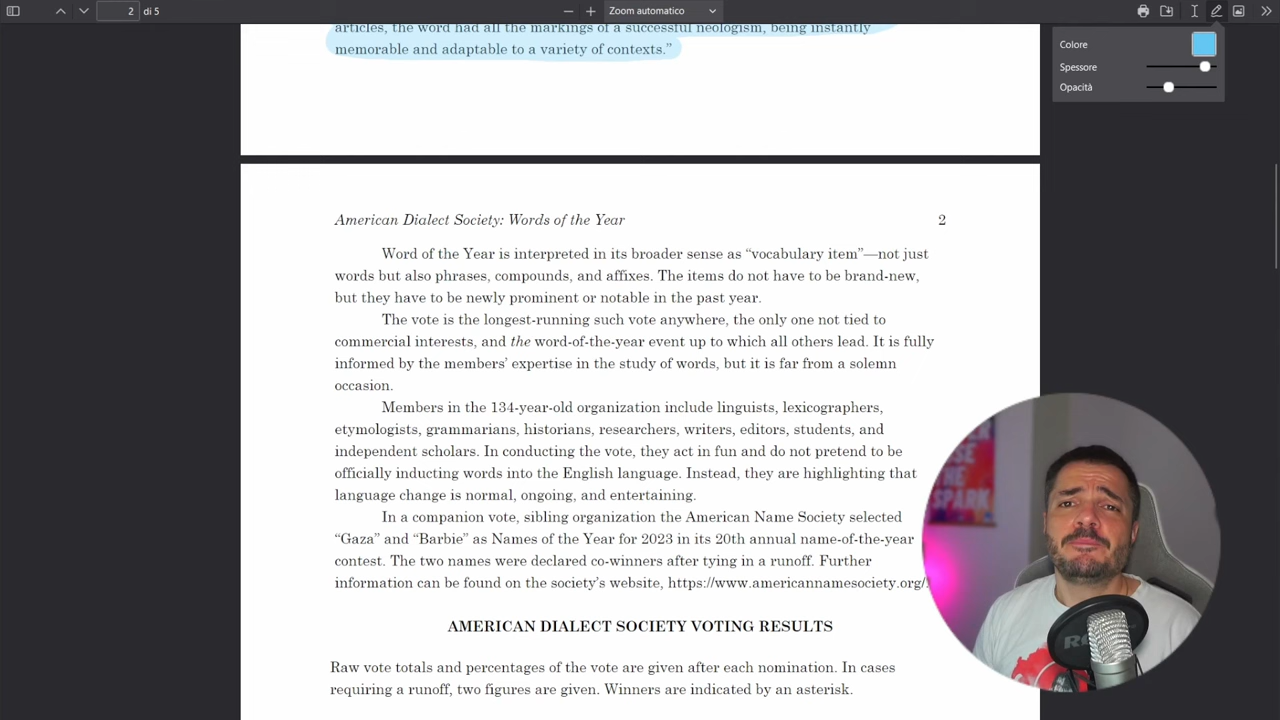 2
di 5
Zoom automatico
Colore
Spessore
Opacità
articles, the word had all the markings of a successful neologism, being instantly
memorable and adaptable to a variety of contexts.”
American Dialect Society: Words of the Year
2
Word of the Year is interpreted in its broader sense as “vocabulary item”—not just
words but also phrases, compounds, and affixes. The items do not have to be brand-new,
but they have to be newly prominent or notable in the past year.
The vote is the longest-running such vote anywhere, the only one not tied to
commercial interests, and the word-of-the-year event up to which all others lead. It is fully
informed by the members’ expertise in the study of words, but it is far from a solemn
occasion.
Members in the 134-year-old organization include linguists, lexicographers,
etymologists, grammarians, historians, researchers, writers, editors, students, and
independent scholars. In conducting the vote, they act in fun and do not pretend to be
officially inducting words into the English language. Instead, they are highlighting that
language change is normal, ongoing, and entertaining.
In a companion vote, sibling organization the American Name Society selected
“Gaza” and “Barbie” as Names of the Year for 2023 in its 20th annual name-of-the-year
contest. The two names were declared co-winners after tying in a runoff. Further
information can be found on the society’s website, https://www.americannamesociety.org/
AMERICAN DIALECT SOCIETY VOTING RESULTS
Raw vote totals and percentages of the vote are given after each nomination. In cases
requiring a runoff, two figures are given. Winners are indicated by an asterisk.
THE
SPARK